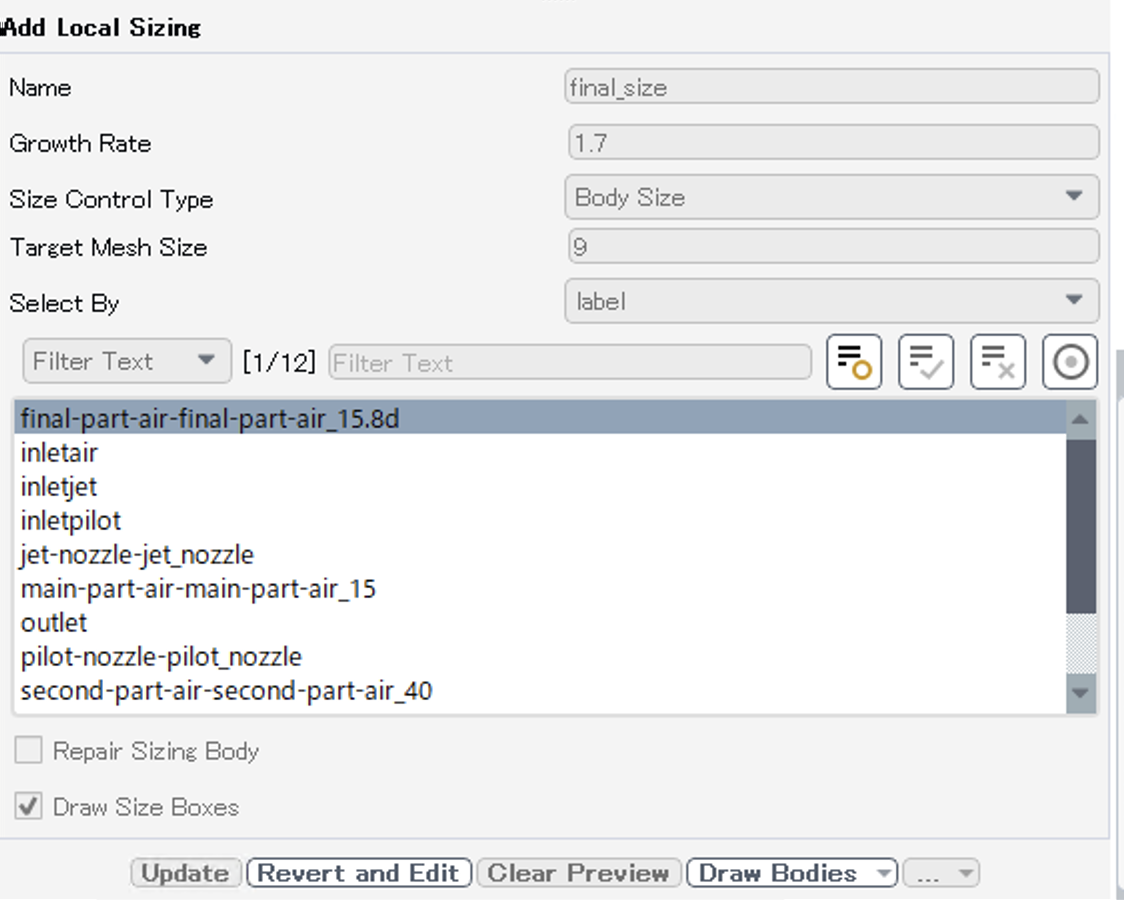 Add Local Sizing
Name final_size
Growth Rate 1.7
Size Control Type Body Size
Target Mesh Size 9
Select By label
Filter Text [1/12] Filter Text
final-part-air-final-part-air_15.8d
inletair
inletjet
inletpilot
jet-nozzle-jet_nozzle
main-part-air-main-part-air_15
outlet
pilot-nozzle-pilot_nozzle
second-part-air-second-part-air_40
Repair Sizing Body
Draw Size Boxes
Update Revert and Edit Clear Preview Draw Bodies ...